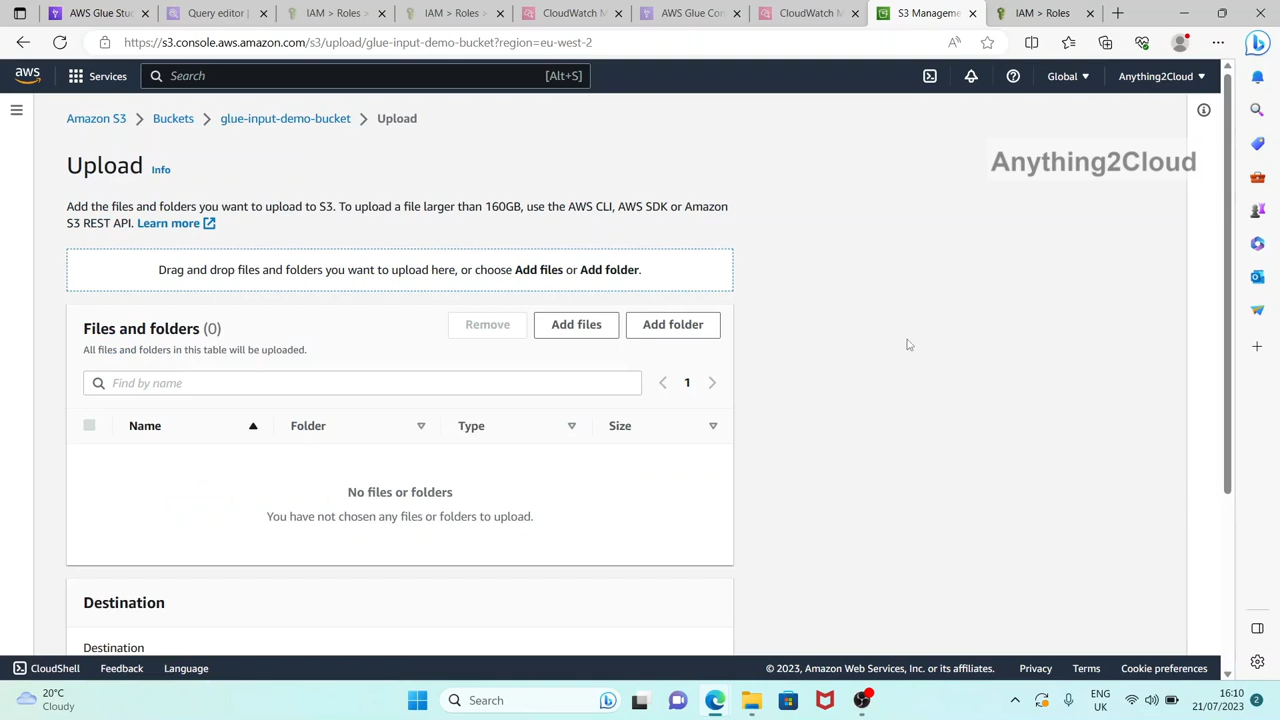 AWS Glue Stu
Query editor |
IAM > Roles >
IAM > Roles >
CloudWatch M
AWS Glue Con
CloudWatch M
S3 Manageme
IAM > Roles
https://s3.console.aws.amazon.com/s3/upload/glue-input-demo-bucket?region=eu-west-2
aws
Services
Search
[Alt+S]
Global
Anything2Cloud
Amazon S3 > Buckets > glue-input-demo-bucket > Upload
Anything2Cloud
Upload Info
Add the files and folders you want to upload to S3. To upload a file larger than 160GB, use the AWS CLI, AWS SDK or Amazon
S3 REST API. Learn more
Drag and drop files and folders you want to upload here, or choose Add files or Add folder.
Files and folders (0)
Remove
Add files
Add folder
All files and folders in this table will be uploaded.
Find by name
1
Name
Folder
Type
Size
No files or folders
You have not chosen any files or folders to upload.
Destination
Destination
CloudShell
Feedback
Language
© 2023, Amazon Web Services, Inc. or its affiliates.
Privacy
Terms
Cookie preferences
20°C
Cloudy
Search
ENG
UK
16:10
21/07/2023
2